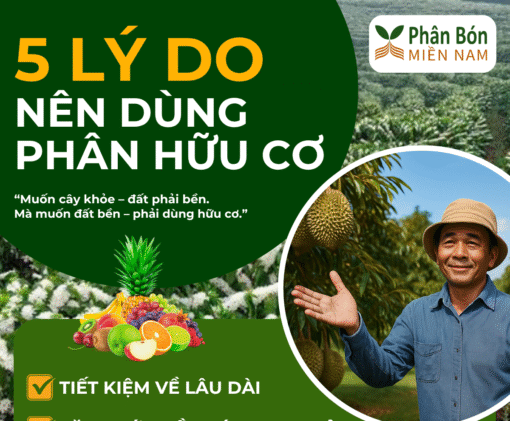 Phân Bón
MIỀN NAM
5 LÝ DO
NÊN DÙNG
PHÂN HỮU CƠ
“Muốn cây khỏe – đất phải bền.
Mà muốn đất bền – phải dùng hữu cơ.”
TIẾT KIỆM VỀ LÂU DÀI